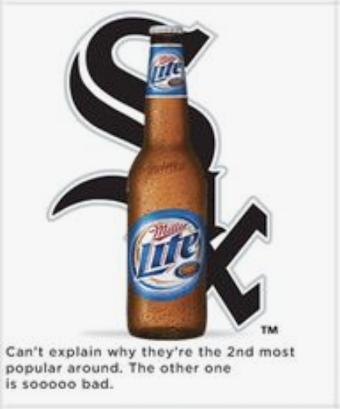 Lite
Sox
Miller
Lite
TM
Can't explain why they're the 2nd most
popular around. The other one
is sooooo bad.